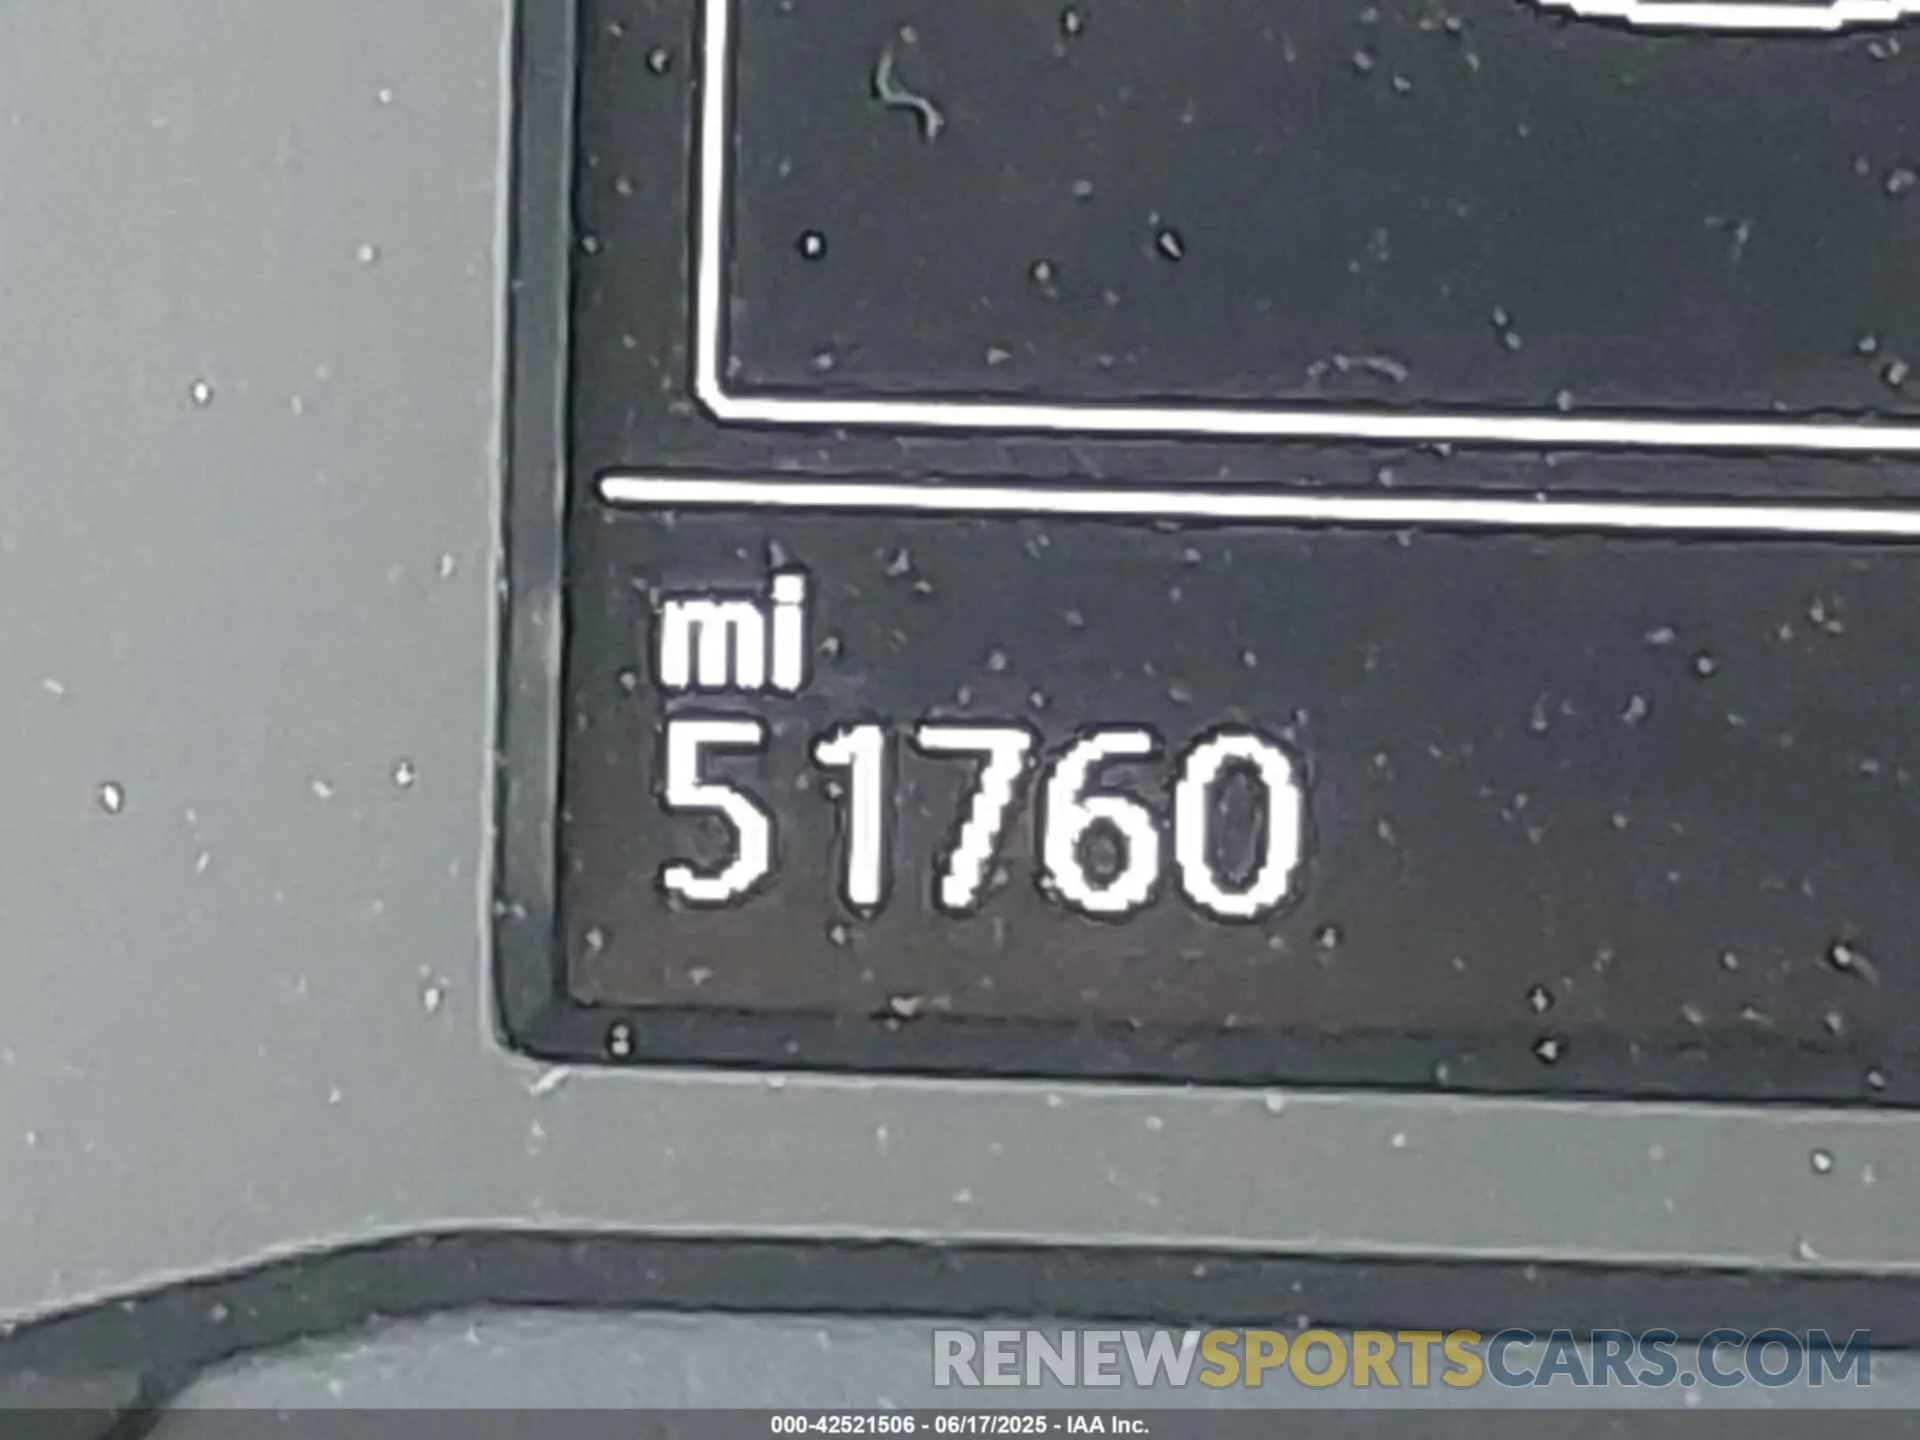 mi
51760
RENEWSPORTSCARS.COM
000-42521506 - 06/17/2025 - IAA Inc.